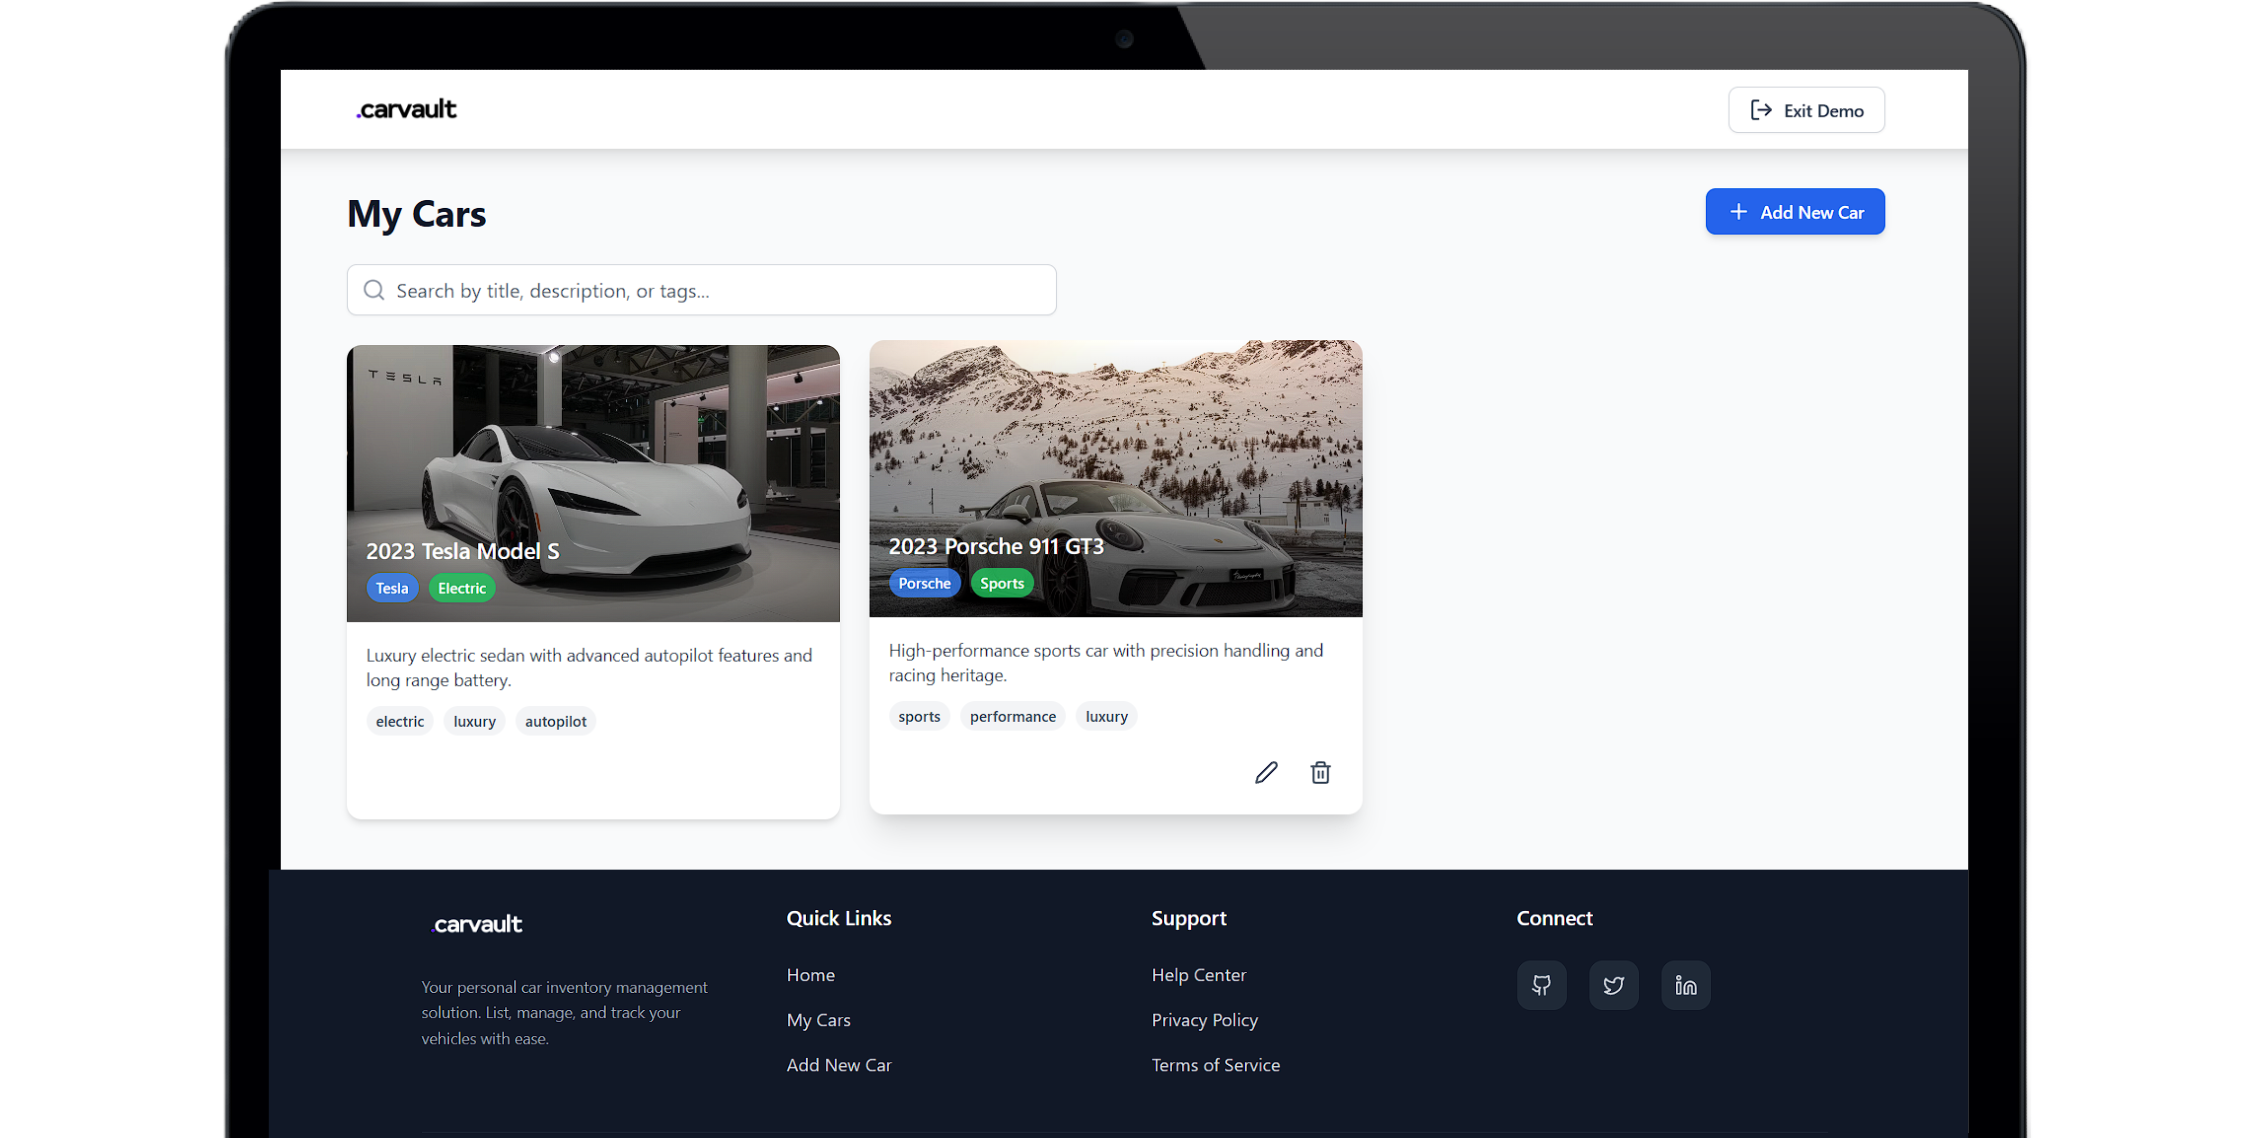 .carvault
Exit Demo
My Cars
Add New Car
Search by title, description, or tags...
TESLA
2023 Tesla Model S
Tesla Electric
Luxury electric sedan with advanced autopilot features and
long range battery.
electric luxury autopilot
2023 Porsche 911 GT3
Porsche Sports
High-performance sports car with precision handling and
racing heritage.
sports performance luxury
.carvault
Your personal car inventory management
solution. List, manage, and track your
vehicles with ease.
Quick Links
Home
My Cars
Add New Car
Support
Help Center
Privacy Policy
Terms of Service
Connect